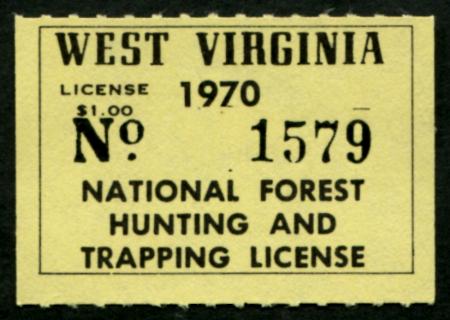 WEST VIRGINIA
LICENSE 1970
$1.00
No. 1579
NATIONAL FOREST
HUNTING AND
TRAPPING LICENSE